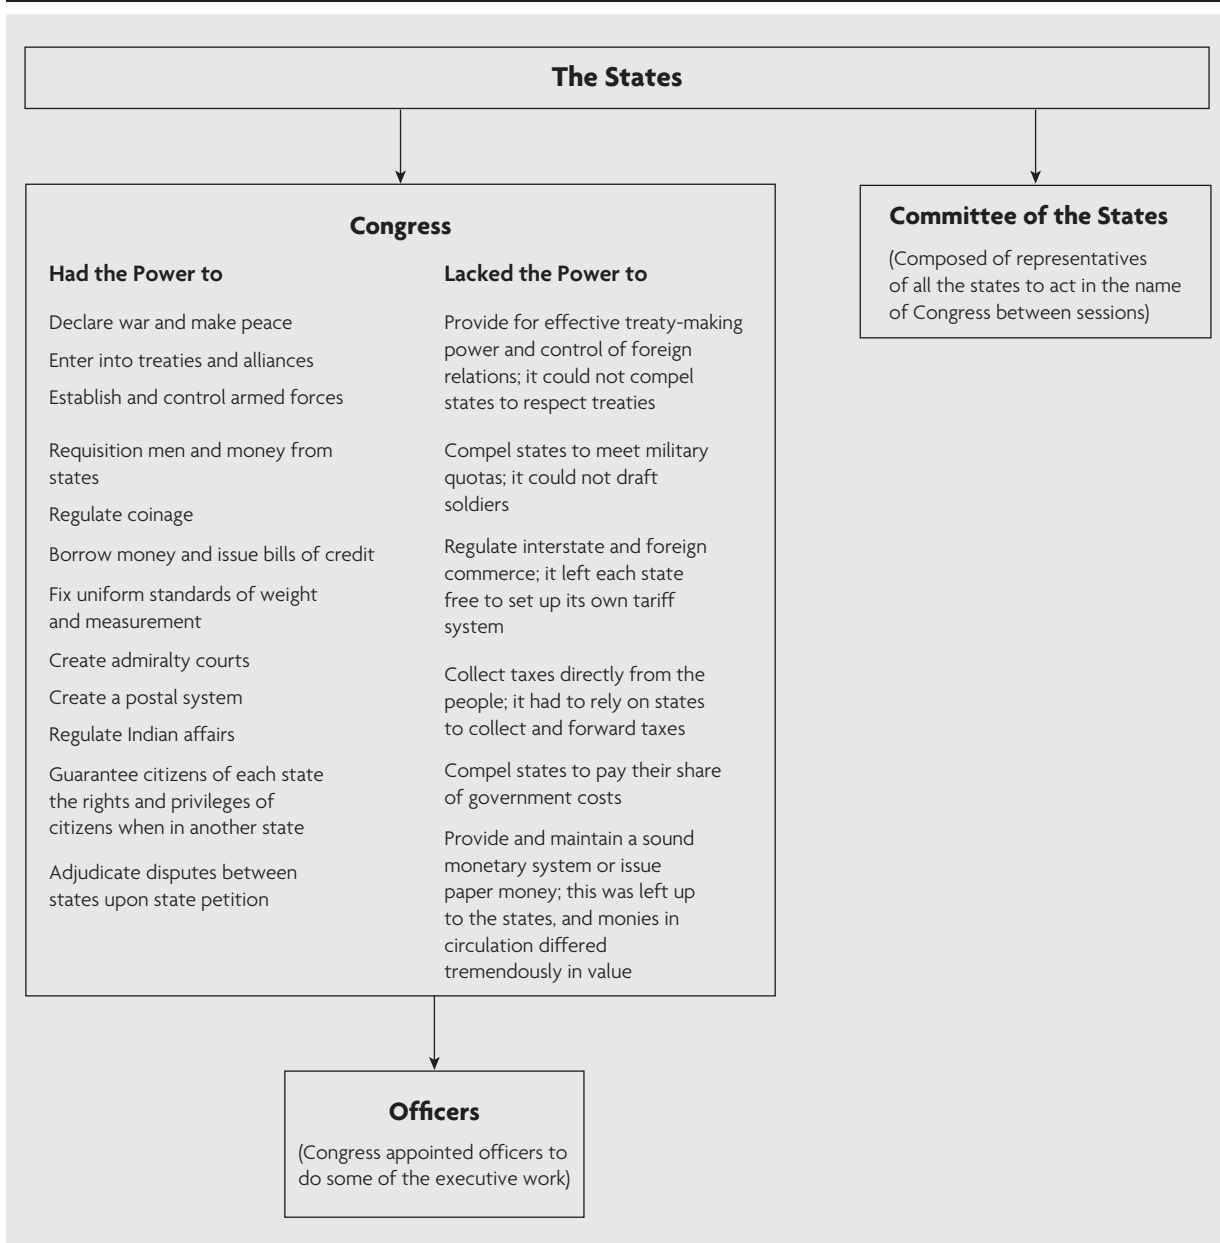 The States
Congress
Had the Power to
Declare war and make peace
Enter into treaties and alliances
Establish and control armed forces
Requisition men and money from
states
Regulate coinage
Borrow money and issue bills of credit
Fix uniform standards of weight
and measurement
Create admiralty courts
Create a postal system
Regulate Indian affairs
Guarantee citizens of each state
the rights and privileges of
citizens when in another state
Adjudicate disputes between
states upon state petition
Lacked the Power to
Provide for effective treaty-making
power and control of foreign
relations; it could not compel
states to respect treaties
Compel states to meet military
quotas; it could not draft
soldiers
Regulate interstate and foreign
commerce; it left each state
free to set up its own tariff
system
Collect taxes directly from the
people; it had to rely on states
to collect and forward taxes
Compel states to pay their share
of government costs
Provide and maintain a sound
monetary system or issue
paper money; this was left up
to the states, and monies in
circulation differed
tremendously in value
Committee of the States
(Composed of representatives
of all the states to act in the name
of Congress between sessions)
Officers
(Congress appointed officers to
do some of the executive work)